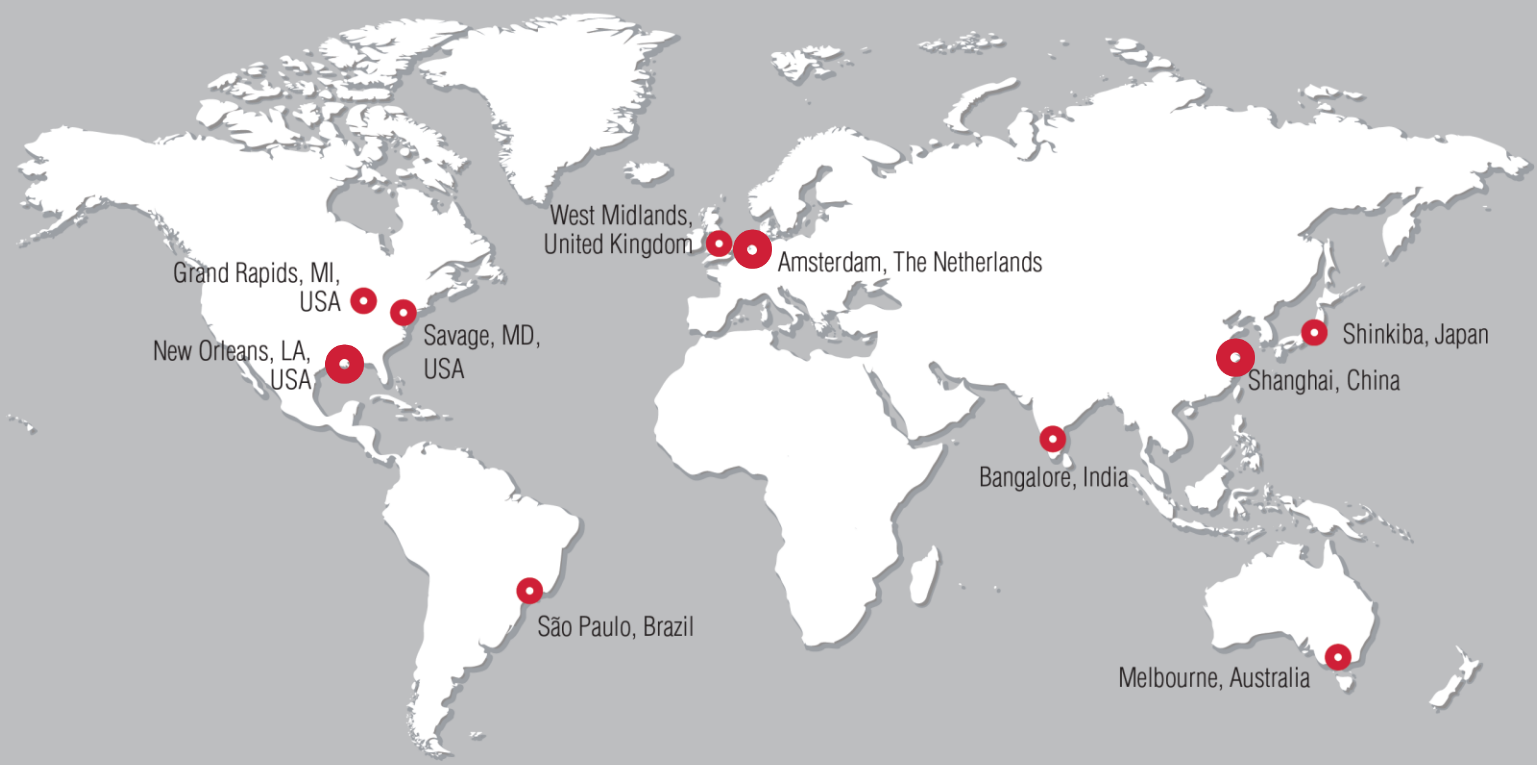 West Midlands,
United Kingdom
Amsterdam, The Netherlands
Grand Rapids, MI,
USA
Savage, MD,
USA
New Orleans, LA,
USA
Shinkiba, Japan
Shanghai, China
Bangalore, India
São Paulo, Brazil
Melbourne, Australia